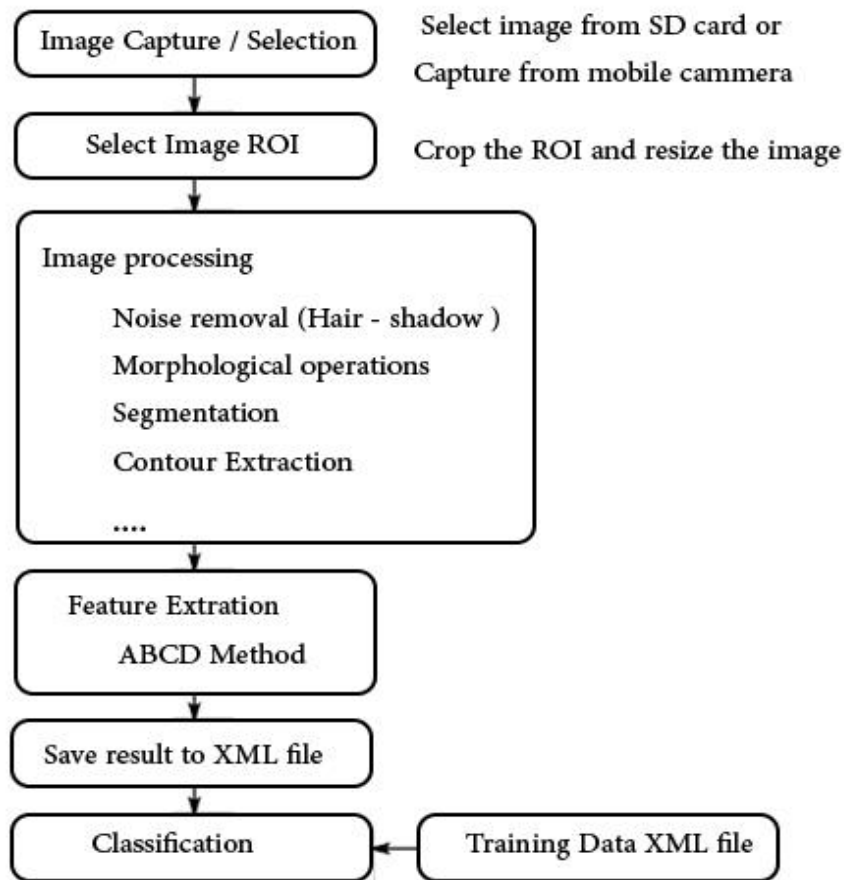 Image Capture / Selection
Select image from SD card or
Capture from mobile cammera
Select Image ROI
Crop the ROI and resize the image
Image processing
Noise removal (Hair - shadow )
Morphological operations
Segmentation
Contour Extraction
....
Feature Extration
ABCD Method
Save result to XML file
Classification
Training Data XML file